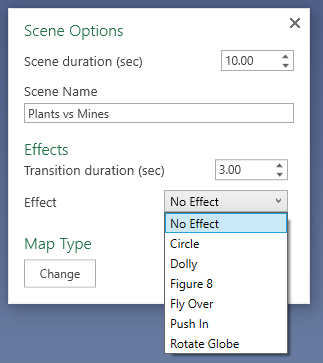 Scene Options
Scene duration (sec) 10.00
Scene Name
Plants vs Mines
Effects
Transition duration (sec) 3.00
Effect No Effect
No Effect
Circle
Dolly
Figure 8
Fly Over
Push In
Rotate Globe
Map Type
Change